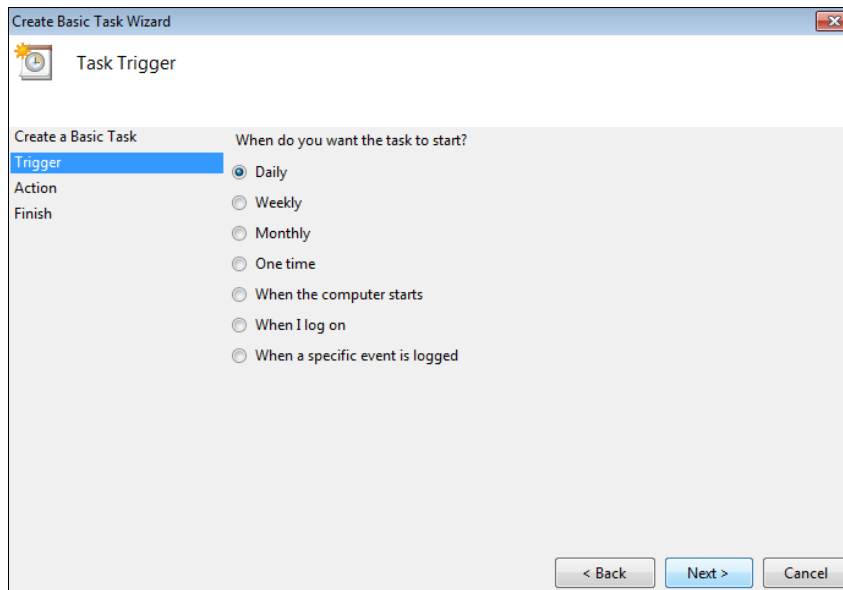 Create Basic Task Wizard
Task Trigger
Create a Basic Task
Trigger
Action
Finish
When do you want the task to start?
Daily
Weekly
Monthly
One time
When the computer starts
When I log on
When a specific event is logged
< Back
Next >
Cancel